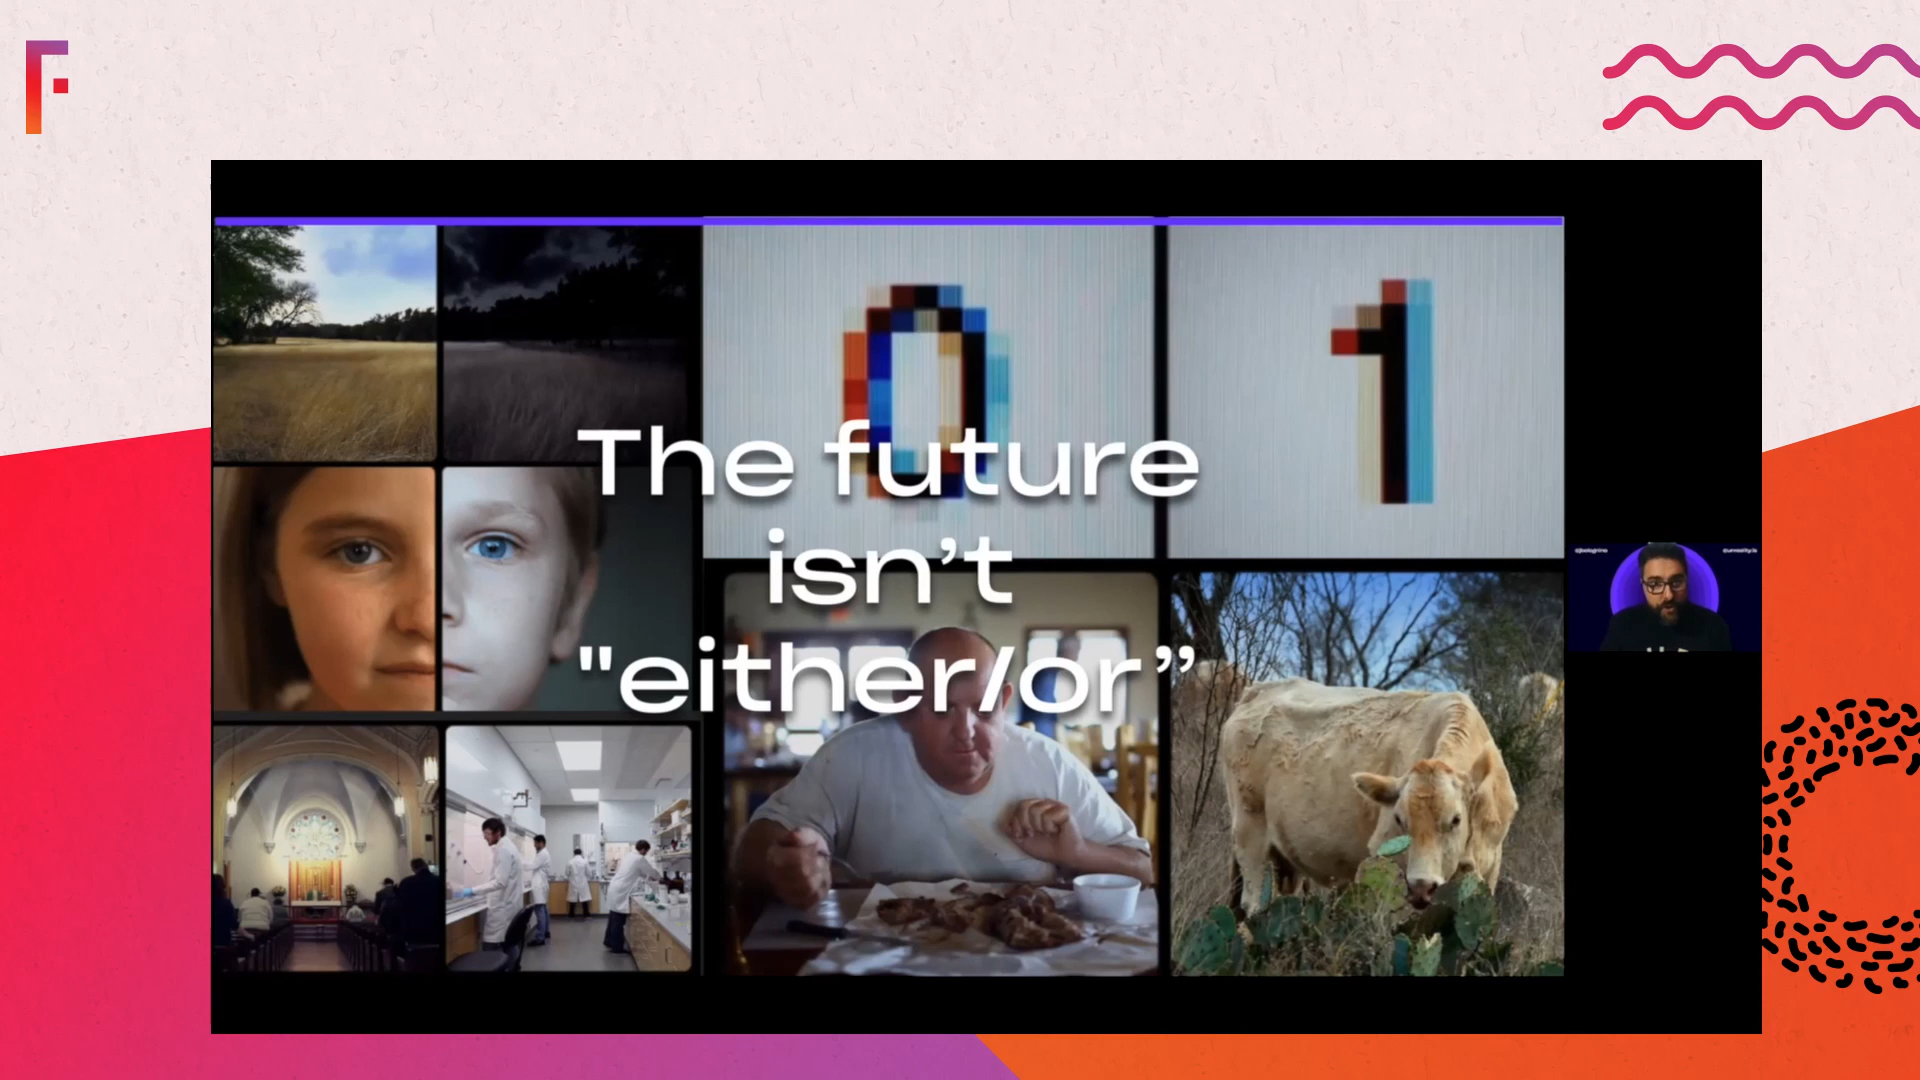 F
0
1
The future
isn’t
"either/or”